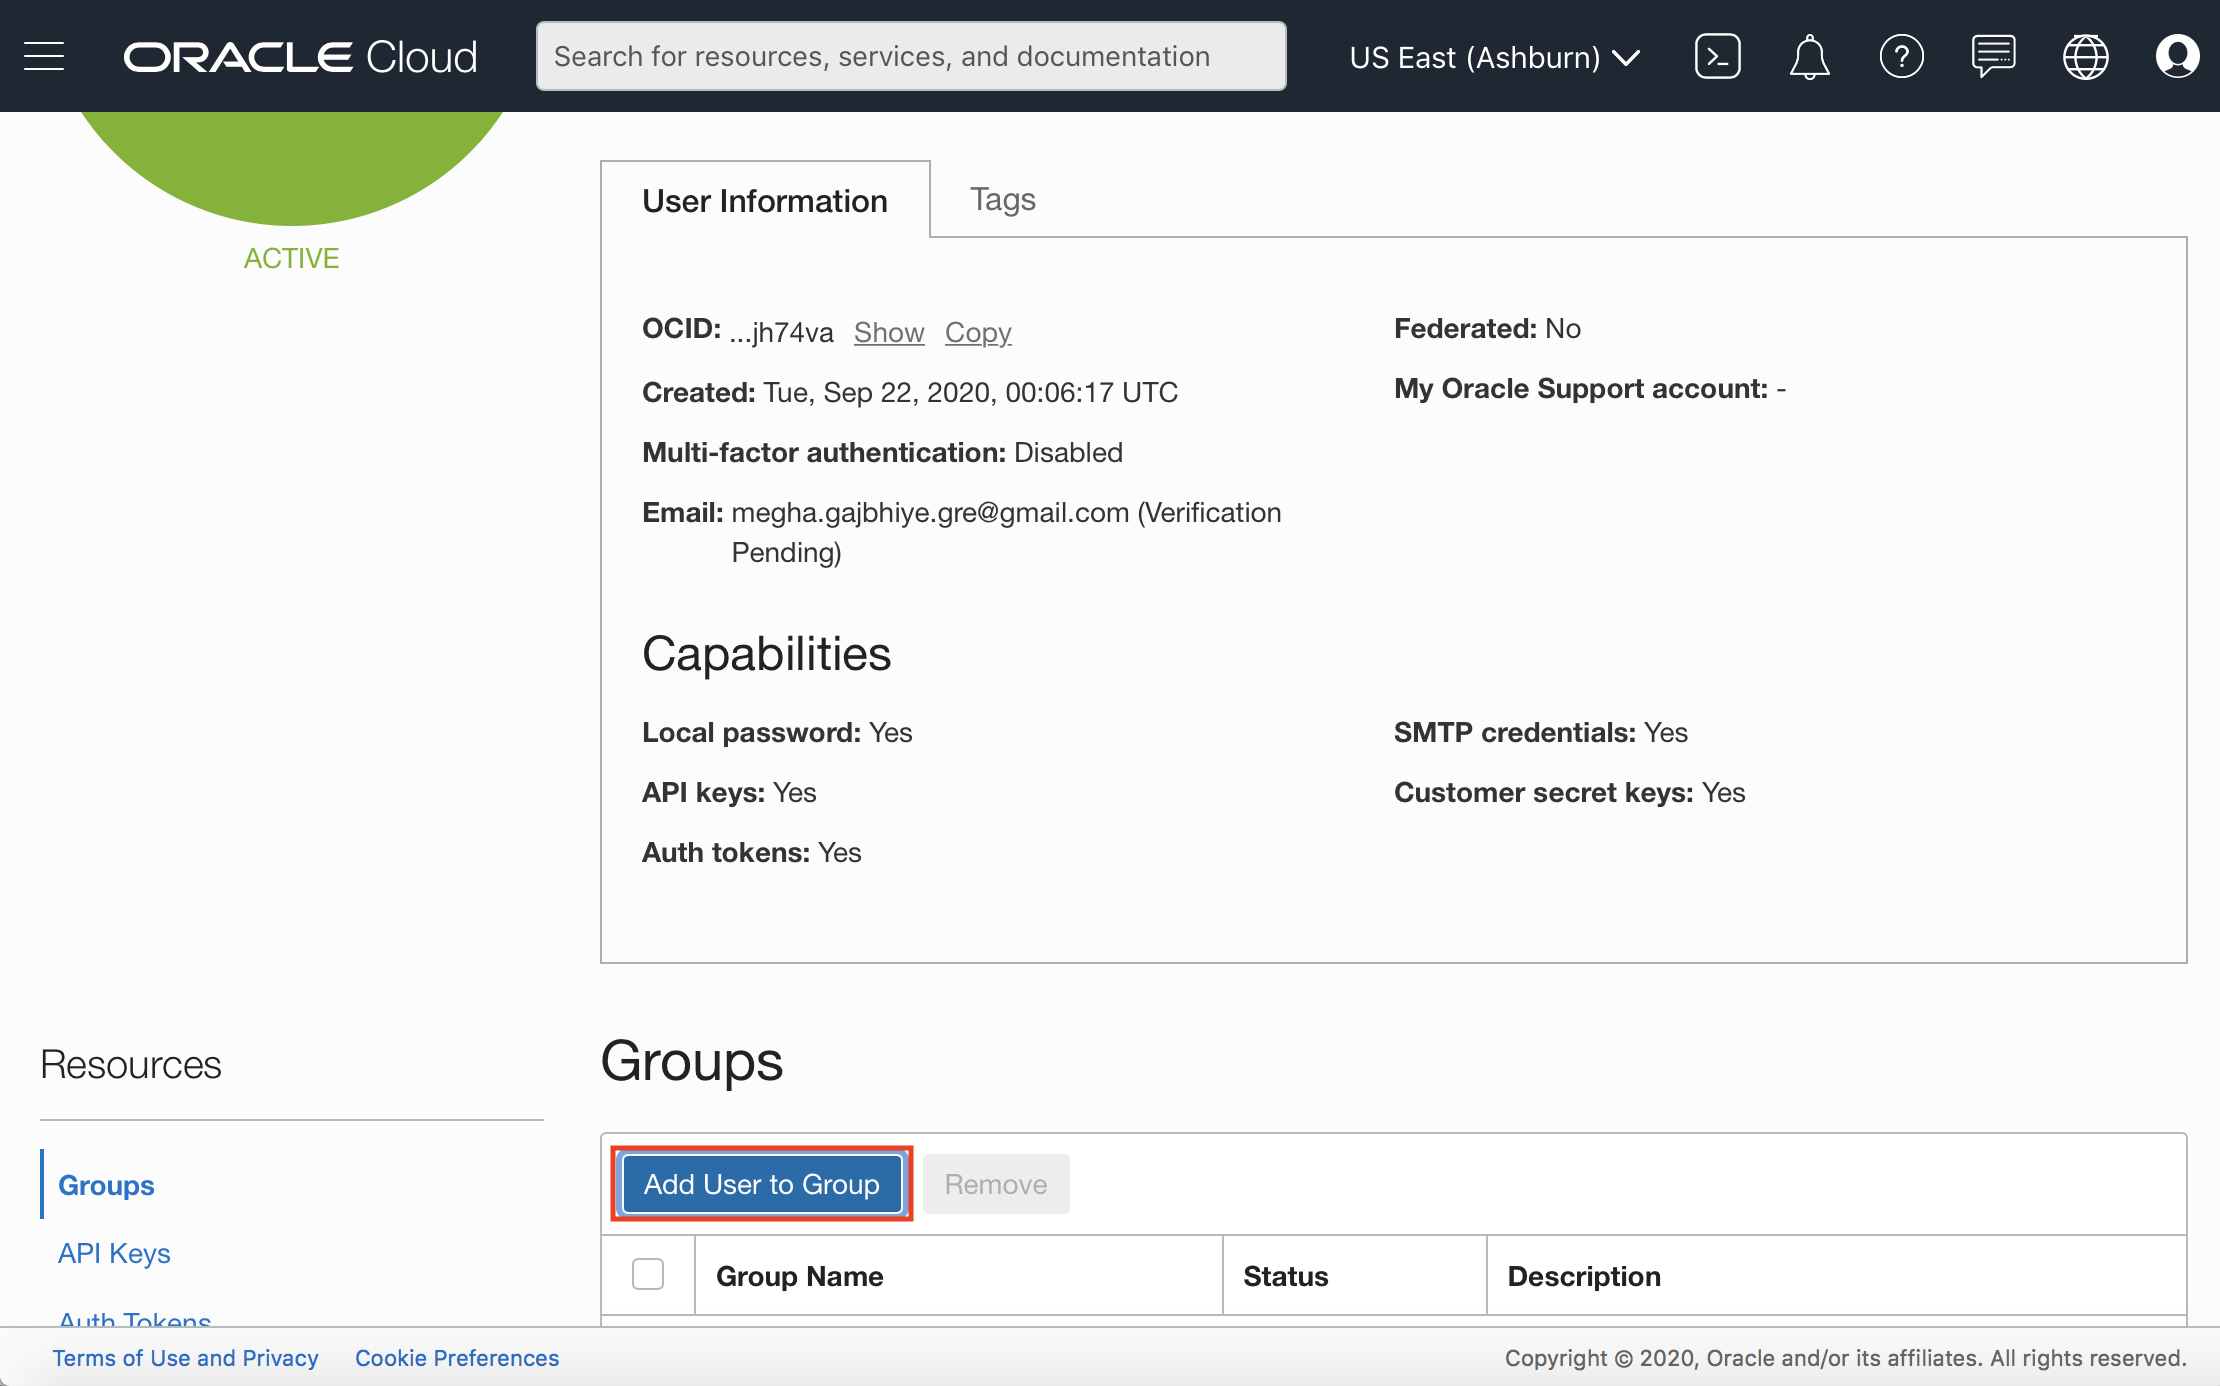 ORACLE Cloud
Search for resources, services, and documentation
US East (Ashburn)
ACTIVE
User Information
Tags
OCID: ...jh74va Show Copy
Federated: No
Created: Tue, Sep 22, 2020, 00:06:17 UTC
My Oracle Support account: -
Multi-factor authentication: Disabled
Email: megha.gajbhiye.gre@gmail.com (Verification
Pending)
Capabilities
Local password: Yes
SMTP credentials: Yes
API keys: Yes
Customer secret keys: Yes
Auth tokens: Yes
Resources
Groups
API Keys
Auth Tokens
Groups
Add User to Group
Remove
Group Name
Status
Description
Terms of Use and Privacy
Cookie Preferences
Copyright © 2020, Oracle and/or its affiliates. All rights reserved.